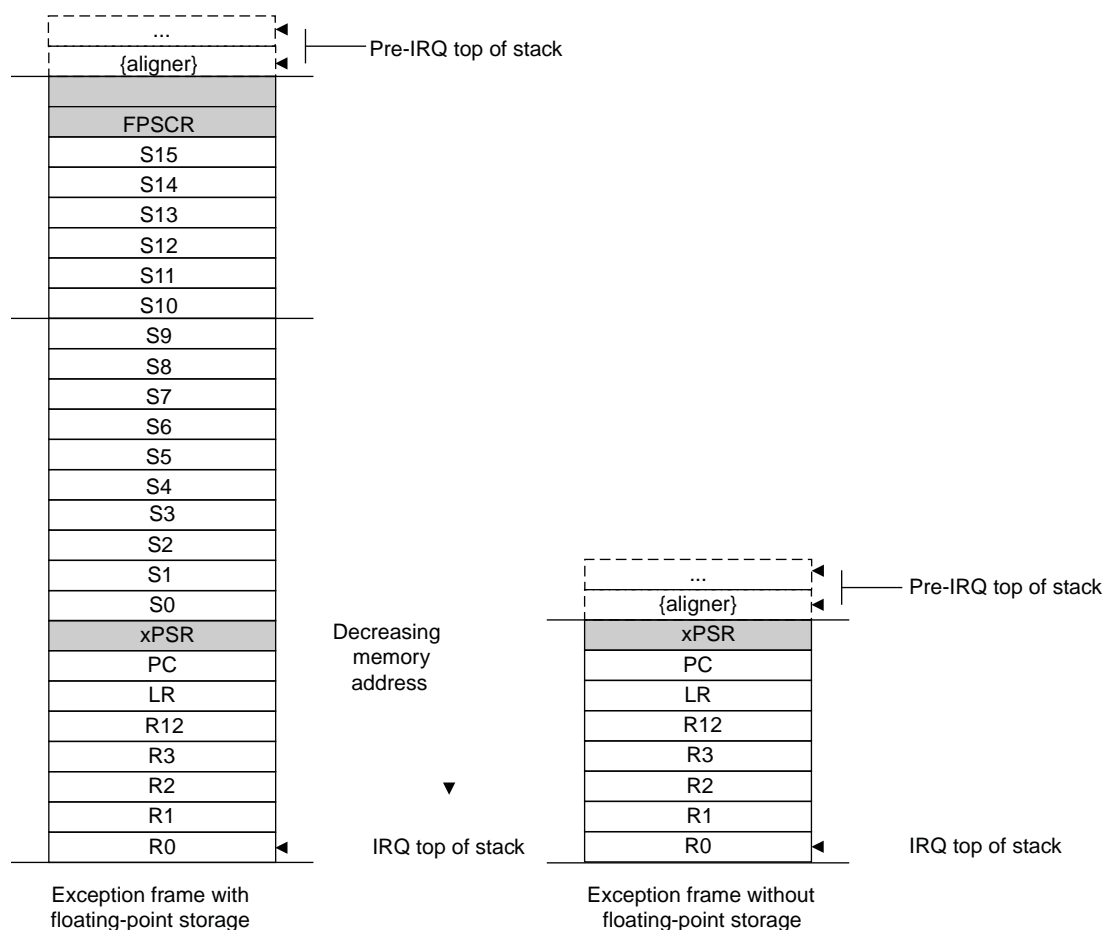 ...
Pre-IRQ top of stack
{aligner}
FPSCR
S15
S14
S13
S12
S11
S10
S9
S8
S7
S6
S5
S4
S3
S2
S1
S0
xPSR
PC
LR
R12
R3
R2
R1
R0
Decreasing
memory
address
IRQ top of stack
Exception frame with
floating-point storage
...
Pre-IRQ top of stack
{aligner}
xPSR
PC
LR
R12
R3
R2
R1
R0
IRQ top of stack
Exception frame without
floating-point storage